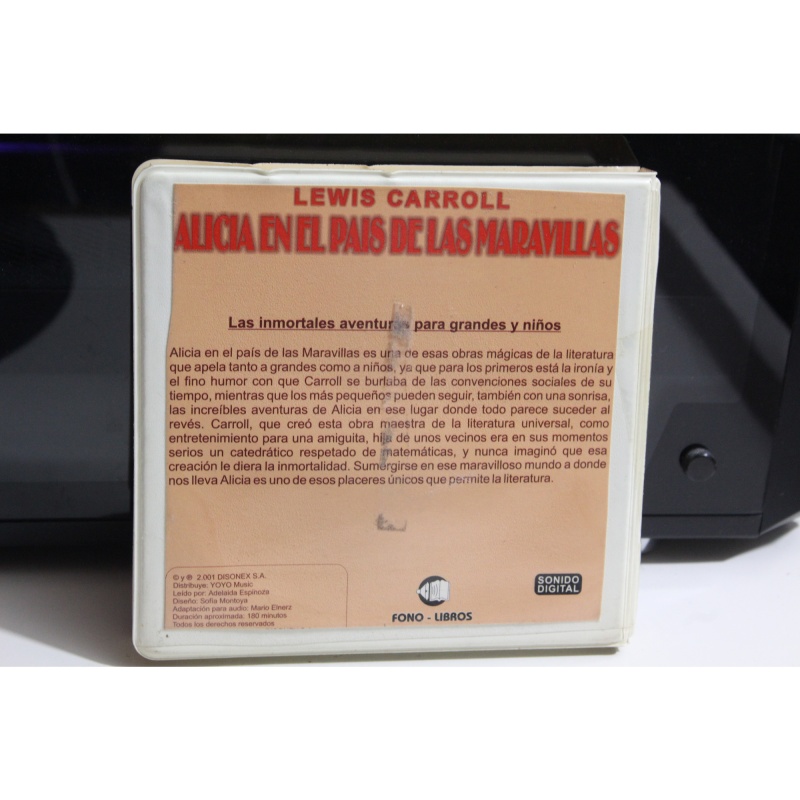 LEWIS CARROLL
ALICIA EN EL PAIS DE LAS MARAVILLAS
Las inmortales aventuras para grandes y niños
Alicia en el país de las Maravillas es una de esas obras mágicas de la literatura
que apela tanto a grandes como a niños, ya que para los primeros está la ironía y
el fino humor con que Carroll se burlaba de las convenciones sociales de su
tiempo, mientras que los más pequeños pueden seguir, también con una sonrisa,
las increíbles aventuras de Alicia en ese lugar donde todo parece suceder al
revés. Carroll, que creó esta obra maestra de la literatura universal, como
entretenimiento para una amiguita, hija de unos vecinos era en sus momentos
serios un catedrático respetado de matemáticas, y nunca imaginó que esa
creación le diera la inmortalidad. Sumergirse en ese maravilloso mundo a donde
nos lleva Alicia es uno de esos placeres únicos que permite la literatura.
© y ℗ 2.001 DISONEX S.A.
Distribuye: YOYO Music
Leído por: Adelaida Espinoza
Diseño: Sofía Montoya
Adaptación para audio: Mario Elnerz
Duración aproximada: 180 minutos
Todos los derechos reservados
FONO - LIBROS
SONIDO
DIGITAL